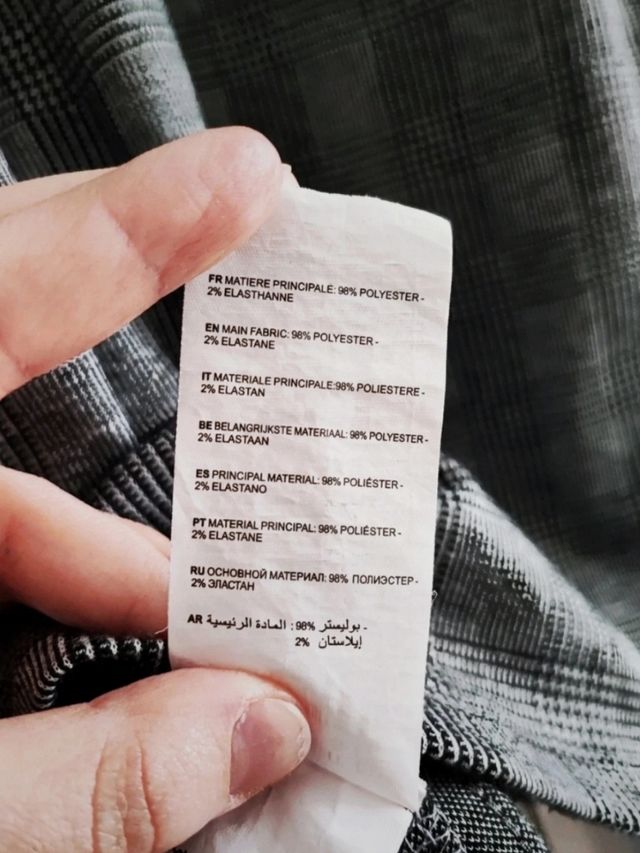 FR MATIERE PRINCIPALE: 98% POLYESTER -
2% ELASTHANNE
EN MAIN FABRIC: 98% POLYESTER -
2% ELASTANE
IT MATERIALE PRINCIPALE:98% POLIESTERE -
2% ELASTAN
BE BELANGRIJKSTE MATERIAAL: 98% POLYESTER -
2% ELASTAAN
ES PRINCIPAL MATERIAL: 98% POLIÉSTER -
2% ELASTANO
PT MATERIAL PRINCIPAL: 98% POLIÉSTER -
2% ELASTANE
RU ОСНОВНОЙ МАТЕРИАЛ: 98% ПОЛИЭСТЕР -
2% ЭЛАСТАН
AR المادة الرئيسية : 98% بوليستر -
2% إيلاستان